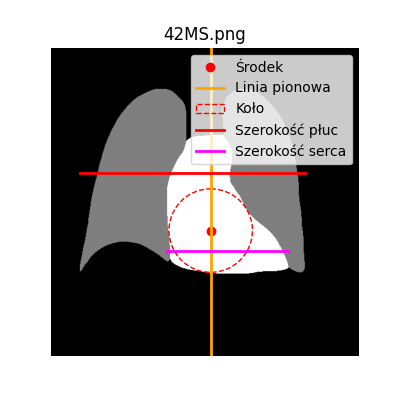 42MS.png
Środek
Linia pionowa
Koło
Szerokość płuc
Szerokość serca